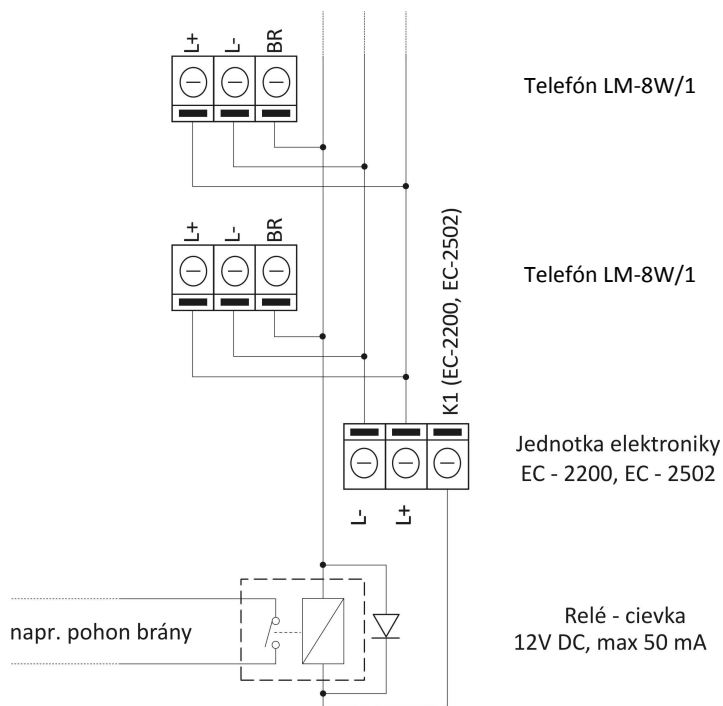 L+ L- BR
Telefón LM-8W/1
L+ L- BR
Telefón LM-8W/1
K1 (EC-2200, EC-2502)
Jednotka elektroniky
EC - 2200, EC - 2502
L- L+
Relé - cievka
12V DC, max 50 mA
napr. pohon brány